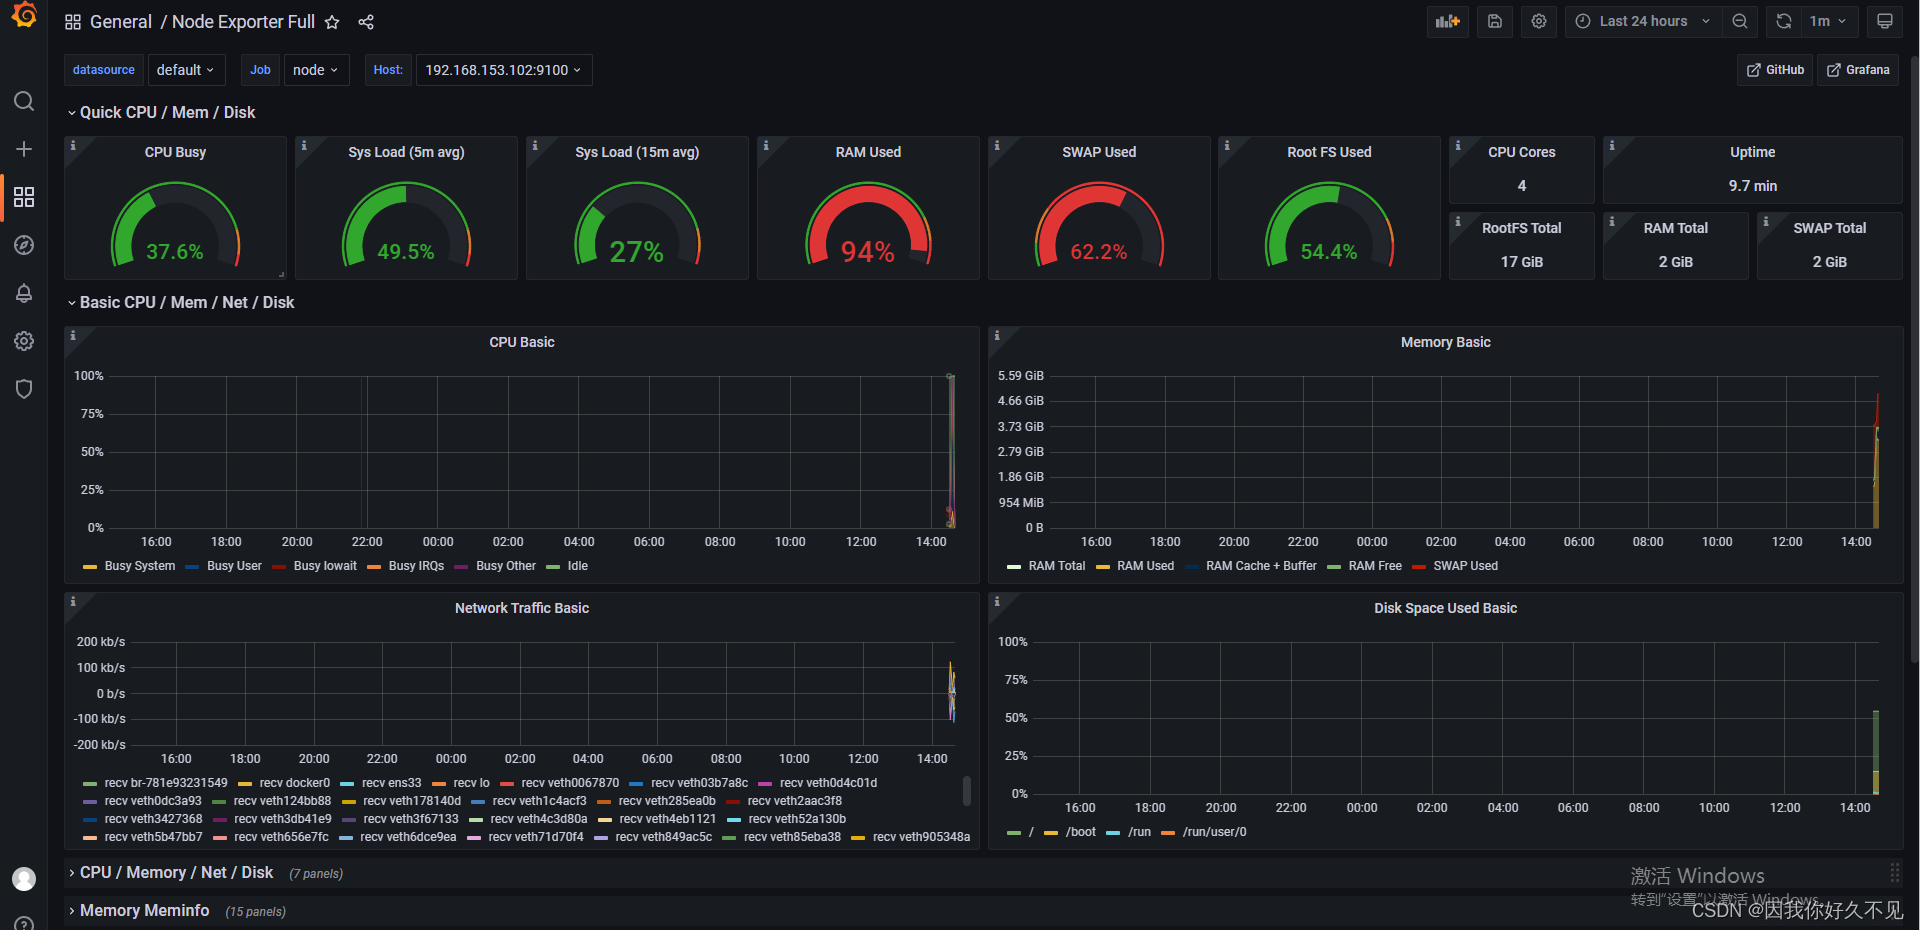 General / Node Exporter Full
Last 24 hours
1m
datasource default Job node Host: 192.168.153.102:9100
GitHub Grafana
Quick CPU / Mem / Disk
CPU Busy
37.6%
Sys Load (5m avg)
49.5%
Sys Load (15m avg)
27%
RAM Used
94%
SWAP Used
62.2%
Root FS Used
54.4%
CPU Cores
4
Uptime
9.7 min
RootFS Total
17 GiB
RAM Total
2 GiB
SWAP Total
2 GiB
Basic CPU / Mem / Net / Disk
CPU Basic
100%
75%
50%
25%
0%
16:00 18:00 20:00 22:00 00:00 02:00 04:00 06:00 08:00 10:00 12:00 14:00
Busy System Busy User Busy Iowait Busy IRQs Busy Other Idle
Memory Basic
5.59 GiB
4.66 GiB
3.73 GiB
2.79 GiB
1.86 GiB
954 MiB
0 B
16:00 18:00 20:00 22:00 00:00 02:00 04:00 06:00 08:00 10:00 12:00 14:00
RAM Total RAM Used RAM Cache + Buffer RAM Free SWAP Used
Network Traffic Basic
200 kb/s
100 kb/s
0 b/s
-100 kb/s
-200 kb/s
16:00 18:00 20:00 22:00 00:00 02:00 04:00 06:00 08:00 10:00 12:00 14:00
recv br-781e93231549 recv docker0 recv ens33 recv lo recv veth0067870 recv veth03b7a8c recv veth0d4c01d
recv veth0dc3a93 recv veth124bb88 recv veth178140d recv veth1c4acf3 recv veth285ea0b recv veth2aac3f8
recv veth3427368 recv veth3db41e9 recv veth3f67133 recv veth4c3d80a recv veth4eb1121 recv veth52a130b
recv veth5b47bb7 recv veth656e7fc recv veth6dce9ea recv veth71d70f4 recv veth849ac5c recv veth85eba38 recv veth905348a
Disk Space Used Basic
100%
75%
50%
25%
0%
16:00 18:00 20:00 22:00 00:00 02:00 04:00 06:00 08:00 10:00 12:00 14:00
/ /boot /run /run/user/0
CPU / Memory / Net / Disk (7 panels)
Memory Meminfo (15 panels)
激活 Windows
转到"设置"以激活 Windows。
CSDN @因我你好久不见